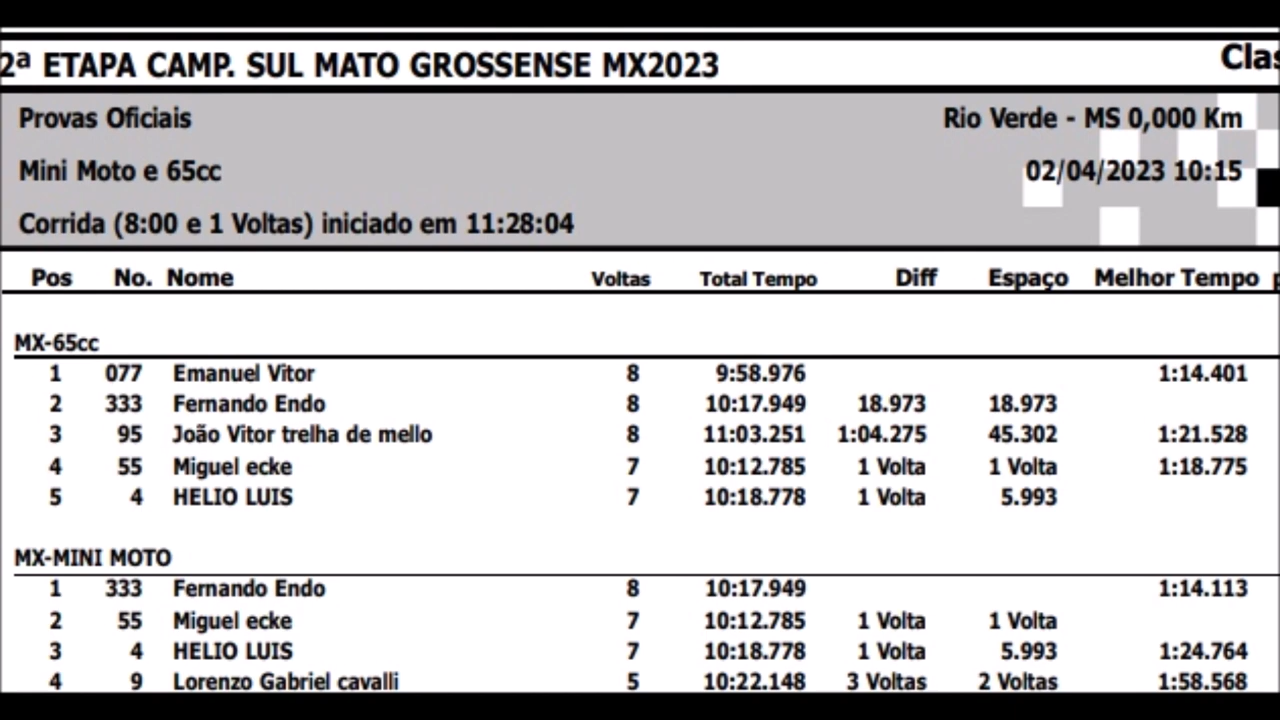 2ª ETAPA CAMP. SUL MATO GROSSENSE MX2023
Provas Oficiais Rio Verde - MS 0,000 Km
Mini Moto e 65cc 02/04/2023 10:15
Corrida (8:00 e 1 Voltas) iniciado em 11:28:04
Pos No. Nome Voltas Total Tempo Diff Espaço Melhor Tempo
MX-65cc
1 077 Emanuel Vitor 8 9:58.976 1:14.401
2 333 Fernando Endo 8 10:17.949 18.973 18.973
3 95 João Vitor trelha de mello 8 11:03.251 1:04.275 45.302 1:21.528
4 55 Miguel ecke 7 10:12.785 1 Volta 1 Volta 1:18.775
5 4 HELIO LUIS 7 10:18.778 1 Volta 5.993
MX-MINI MOTO
1 333 Fernando Endo 8 10:17.949 1:14.113
2 55 Miguel ecke 7 10:12.785 1 Volta 1 Volta
3 4 HELIO LUIS 7 10:18.778 1 Volta 5.993 1:24.764
4 9 Lorenzo Gabriel cavalli 5 10:22.148 3 Voltas 2 Voltas 1:58.568